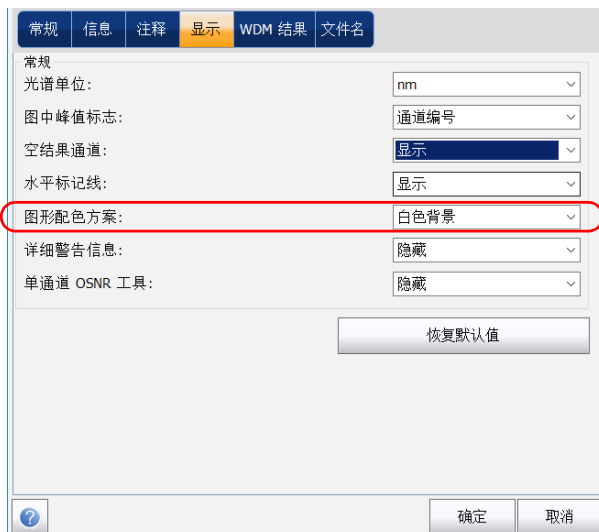 常规 信息 注释 显示 WDM 结果 文件名
常规
光谱单位: nm
图中峰值标志: 通道编号
空结果通道: 显示
水平标记线: 显示
图形配色方案: 白色背景
详细警告信息: 隐藏
单通道 OSNR 工具: 隐藏
恢复默认值
? 确定 取消